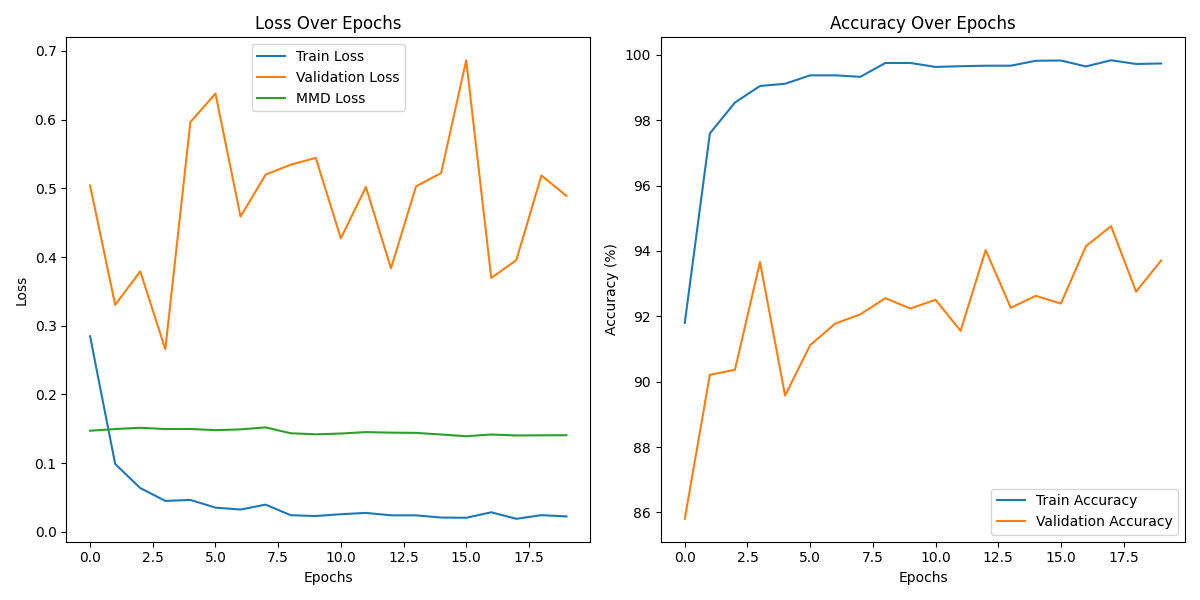 Loss Over Epochs
Train Loss
Validation Loss
MMD Loss
0.7
0.6
0.5
0.4
0.3
0.2
0.1
0.0
Loss
0.0
2.5
5.0
7.5
10.0
12.5
15.0
17.5
Epochs
Accuracy Over Epochs
100
98
96
94
92
90
88
86
Accuracy (%)
Train Accuracy
Validation Accuracy
0.0
2.5
5.0
7.5
10.0
12.5
15.0
17.5
Epochs